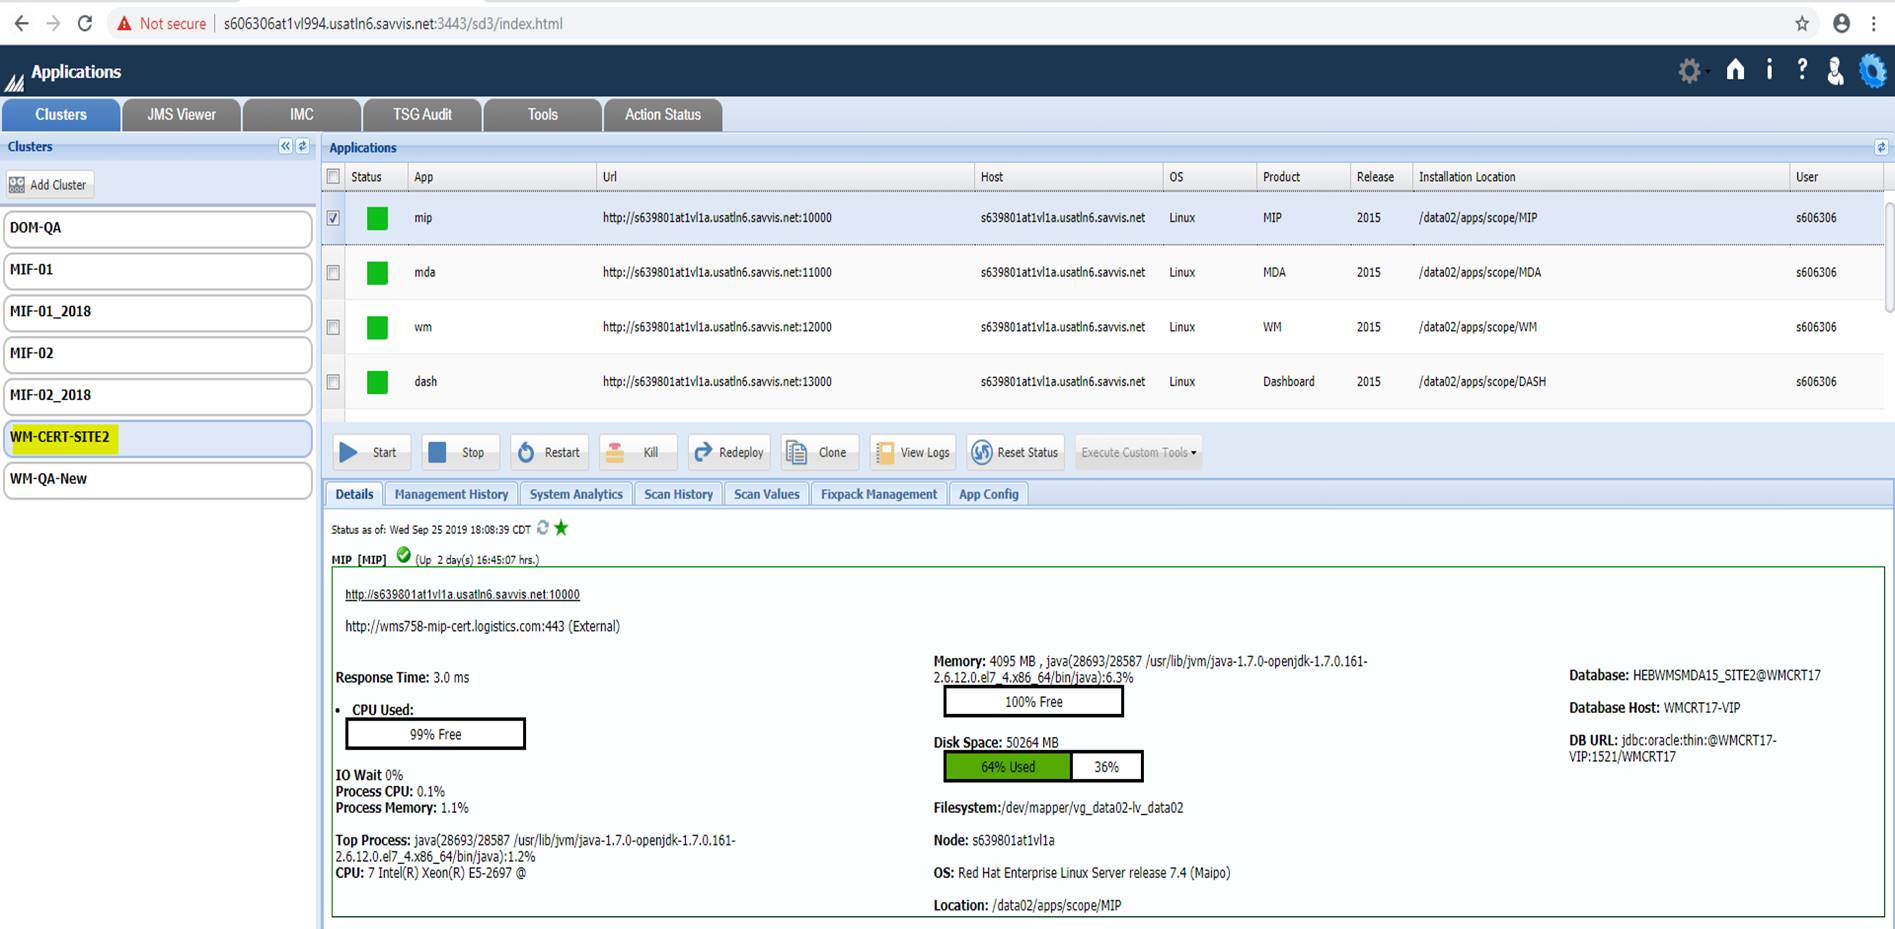 Not secure s606306at1vl994.usatln6.savvis.net:3443/sd3/index.html
Applications
Clusters JMS Viewer IMC TSG Audit Tools Action Status
Clusters
Add Cluster
DOM-QA
MIF-01
MIF-01_2018
MIF-02
MIF-02_2018
WM-CERT-SITE2
WM-QA-New
Applications
Status App Url Host OS Product Release Installation Location User
mip http://s639801at1vl1a.usatln6.savvis.net:10000 s639801at1vl1a.usatln6.savvis.net Linux MIP 2015 /data02/apps/scope/MIP s606306
mda http://s639801at1vl1a.usatln6.savvis.net:11000 s639801at1vl1a.usatln6.savvis.net Linux MDA 2015 /data02/apps/scope/MDA s606306
wm http://s639801at1vl1a.usatln6.savvis.net:12000 s639801at1vl1a.usatln6.savvis.net Linux WM 2015 /data02/apps/scope/WM s606306
dash http://s639801at1vl1a.usatln6.savvis.net:13000 s639801at1vl1a.usatln6.savvis.net Linux Dashboard 2015 /data02/apps/scope/DASH s606306
Start Stop Restart Kill Redeploy Clone View Logs Reset Status Execute Custom Tools
Details Management History System Analytics Scan History Scan Values Fixpack Management App Config
Status as of: Wed Sep 25 2019 18:08:39 CDT
MIP [MIP] (Up 2 day(s) 16:45:07 hrs.)
http://s639801at1vl1a.usatln6.savvis.net:10000
http://wms758-mip-cert.logistics.com:443 (External)
Response Time: 3.0 ms
• CPU Used:
99% Free
IO Wait 0%
Process CPU: 0.1%
Process Memory: 1.1%
Top Process: java(28693/28587 /usr/lib/jvm/java-1.7.0-openjdk-1.7.0.161-
2.6.12.0.el7_4.x86_64/bin/java):1.2%
CPU: 7 Intel(R) Xeon(R) E5-2697 @
Memory: 4095 MB , java(28693/28587 /usr/lib/jvm/java-1.7.0-openjdk-1.7.0.161-
2.6.12.0.el7_4.x86_64/bin/java):6.3%
100% Free
Disk Space: 50264 MB
64% Used 36%
Filesystem:/dev/mapper/vg_data02-lv_data02
Node: s639801at1vl1a
OS: Red Hat Enterprise Linux Server release 7.4 (Maipo)
Location: /data02/apps/scope/MIP
Database: HEBWMSMDA15_SITE2@WMCRT17
Database Host: WMCRT17-VIP
DB URL: jdbc:oracle:thin:@WMCRT17-
VIP:1521/WMCRT17